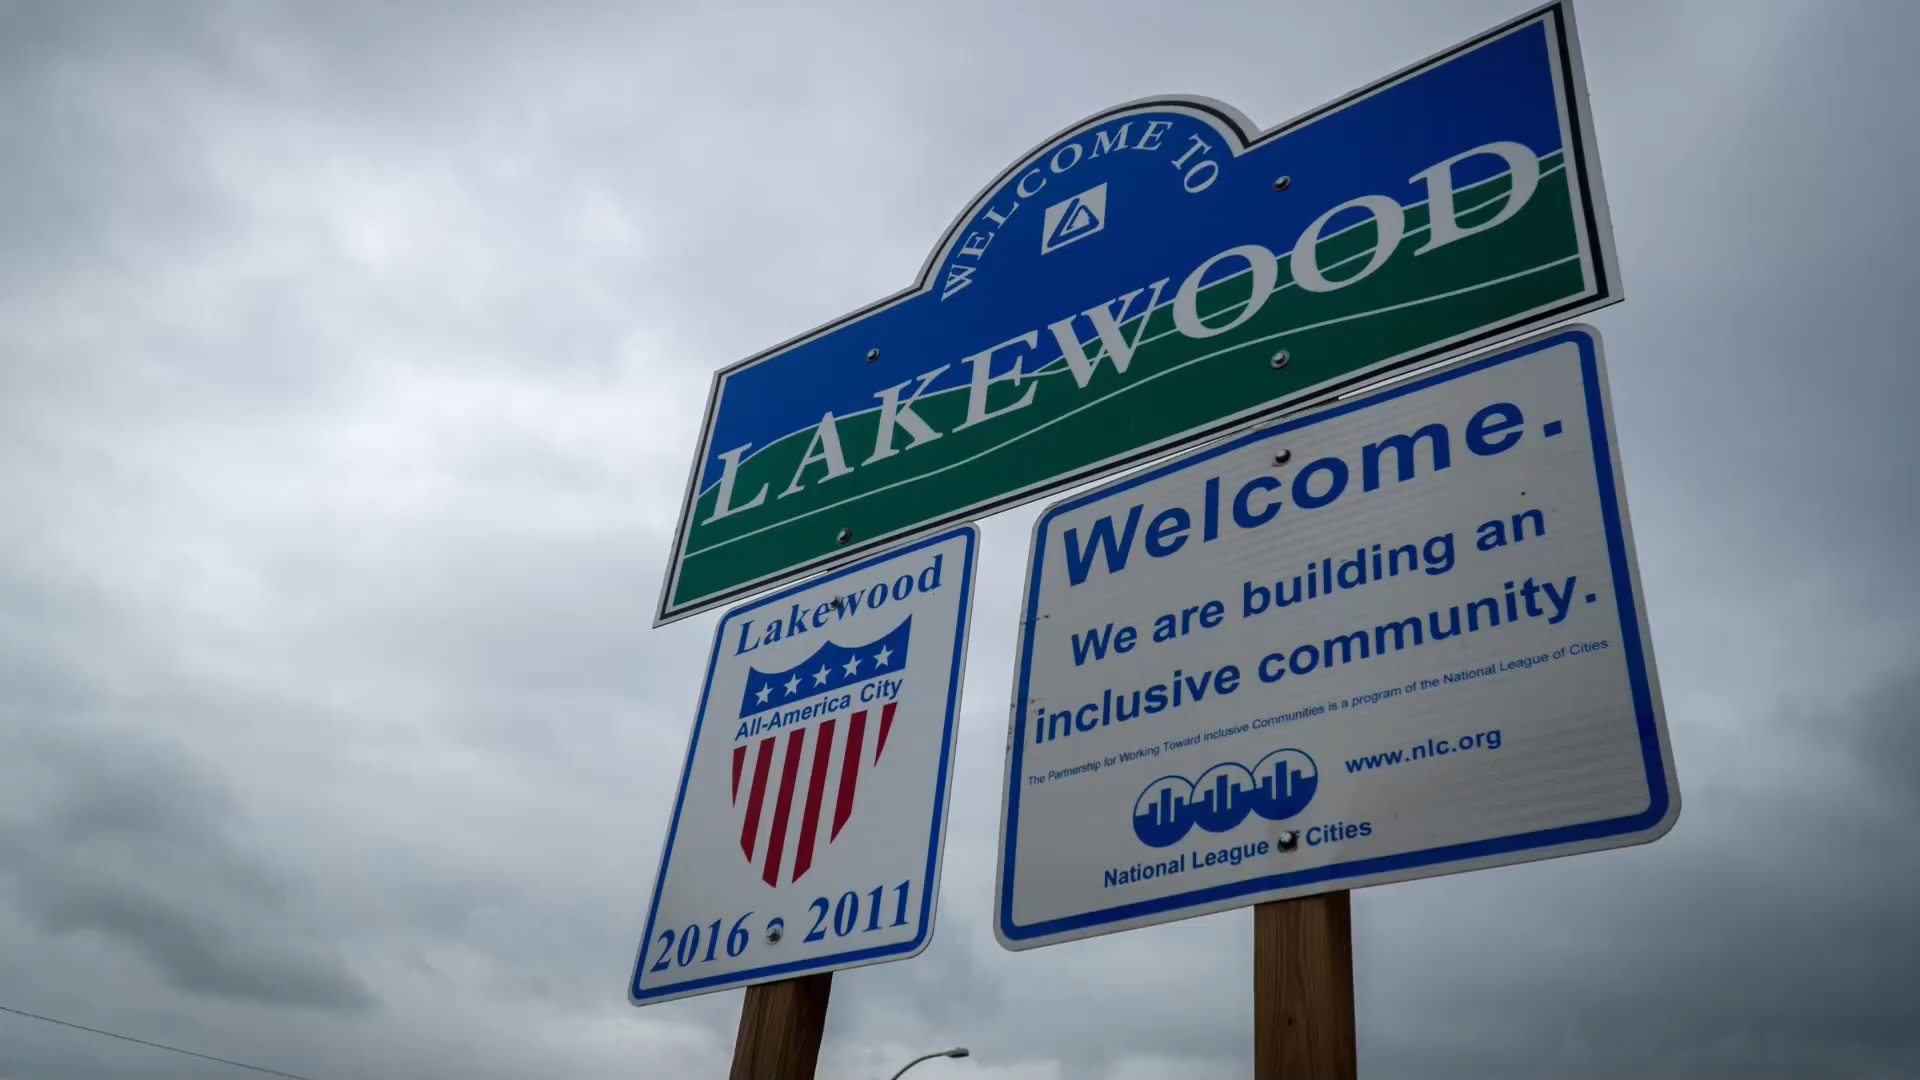 WELCOME TO
LAKEWOOD
Lakewood
All-America City
2016 • 2011
Welcome.
We are building an
inclusive community.
The Partnership for Working Toward Inclusive Communities is a program of the National League of Cities.
www.nlc.org
National League of Cities